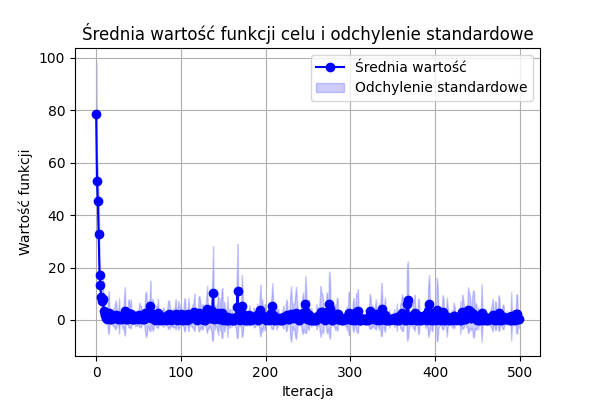 Średnia wartość funkcji celu i odchylenie standardowe
Średnia wartość
Odchylenie standardowe
Wartość funkcji
100
80
60
40
20
0
0 100 200 300 400 500
Iteracja